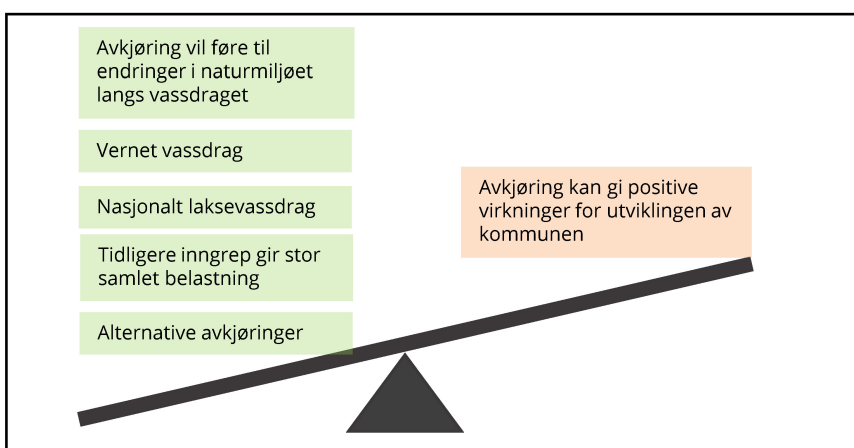 Avkjøring vil føre til
endringer i naturmiljøet
langs vassdraget
Vernet vassdrag
Nasjonalt laksevassdrag
Tidligere inngrep gir stor
samlet belastning
Alternative avkjøringer
Avkjøring kan gi positive
virkninger for utviklingen av
kommunen